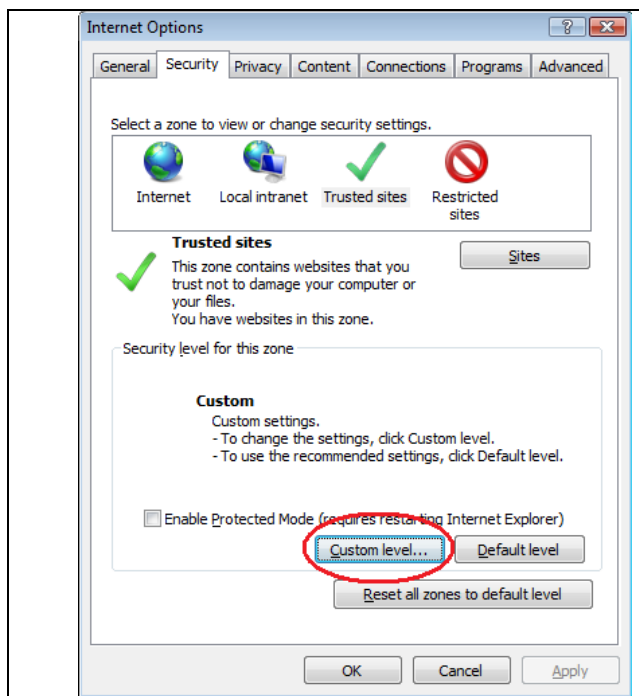 Internet Options
General Security Privacy Content Connections Programs Advanced
Select a zone to view or change security settings.
Internet Local intranet Trusted sites Restricted
sites
Trusted sites
Sites
This zone contains websites that you
trust not to damage your computer or
your files.
You have websites in this zone.
Security level for this zone
Custom
Custom settings.
- To change the settings, click Custom level.
- To use the recommended settings, click Default level.
Enable Protected Mode (requires restarting Internet Explorer)
Custom level... Default level
Reset all zones to default level
OK Cancel Apply